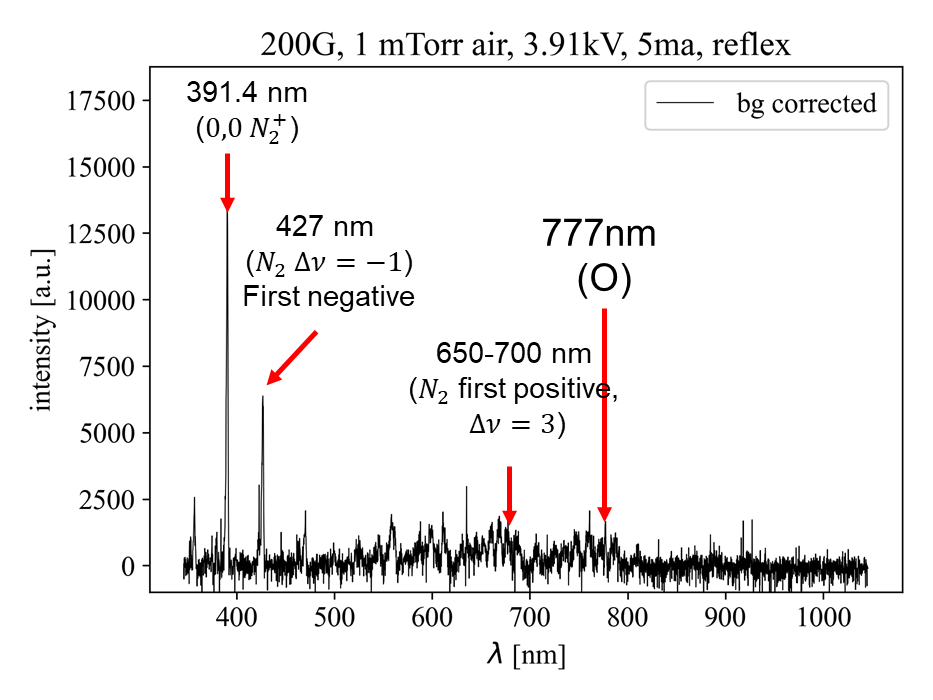 200G, 1 mTorr air, 3.91kV, 5ma, reflex
bg corrected
391.4 nm
(0,0 N₂⁺)
427 nm
(N₂ Δν = −1)
First negative
650-700 nm
(N₂ first positive,
Δν = 3)
777nm
(O)
intensity [a.u.]
17500
15000
12500
10000
7500
5000
2500
0
400 500 600 700 800 900 1000
λ [nm]